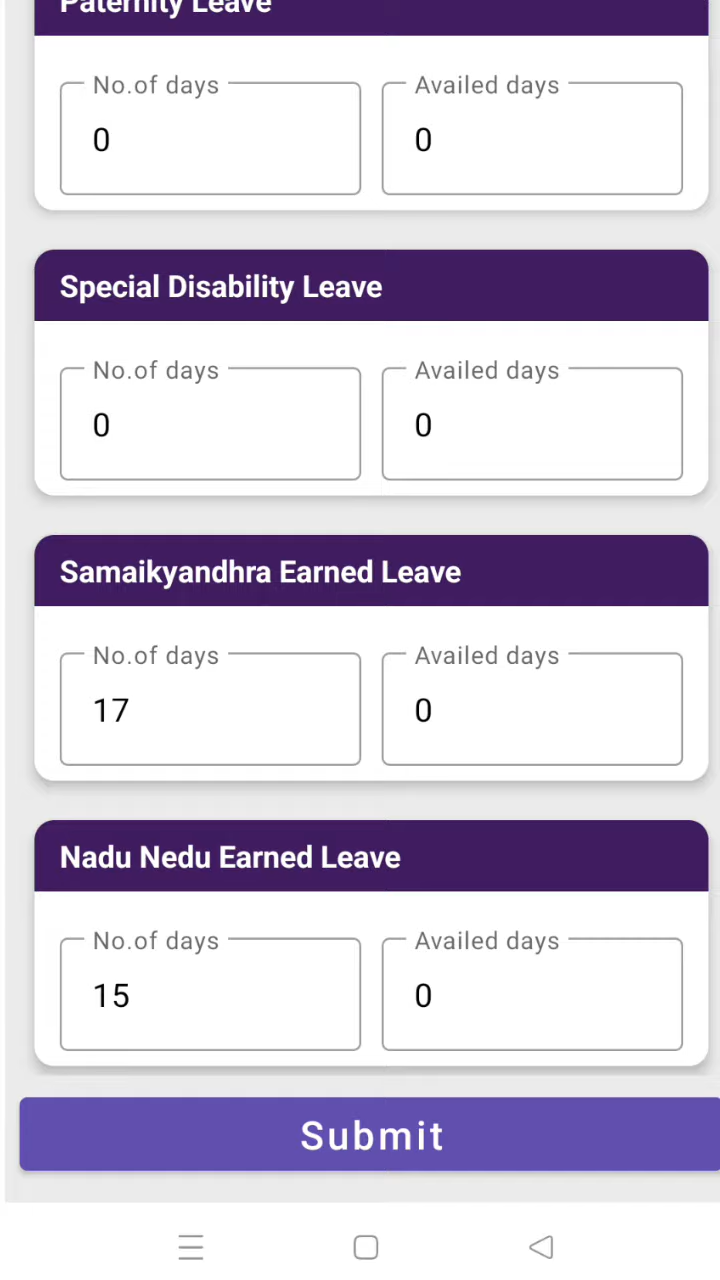 Paternity Leave
No.of days Availed days
0 0
Special Disability Leave
No.of days Availed days
0 0
Samaikyandhra Earned Leave
No.of days Availed days
17 0
Nadu Nedu Earned Leave
No.of days Availed days
15 0
Submit